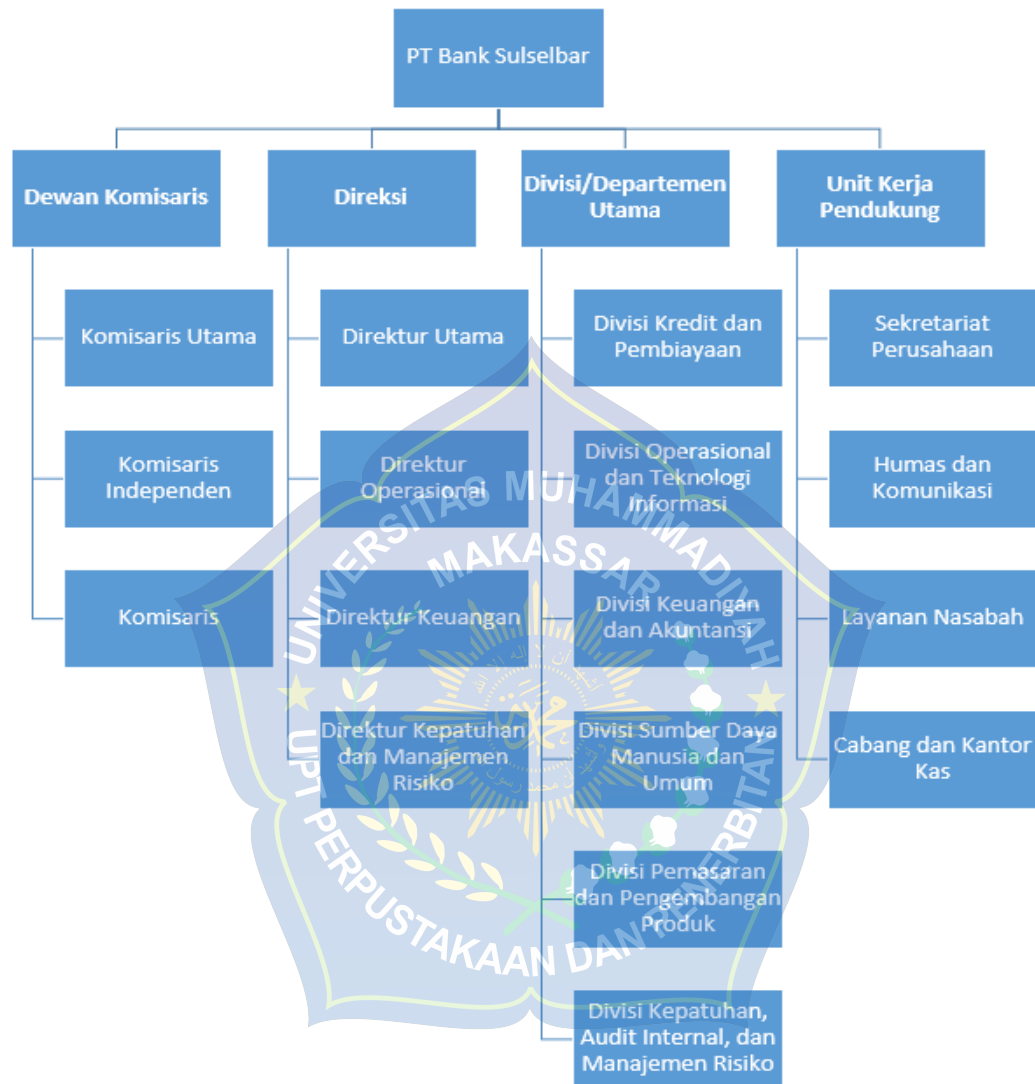 PT Bank Sulselbar
Dewan Komisaris
Direksi
Divisi/Departemen
Utama
Unit Kerja
Pendukung
Komisaris Utama
Komisaris
Independen
Komisaris
Direktur Utama
Direktur
Operasional
Direktur Keuangan
Direktur Kepatuhan
dan Manajemen
Risiko
Divisi Kredit dan
Pembiayaan
Divisi Operasional
dan Teknologi
Informasi
Divisi Keuangan
dan Akuntansi
Divisi Sumber Daya
Manusia dan
Umum
Divisi Pemasaran
dan Pengembangan
Produk
Divisi Kepatuhan,
Audit Internal, dan
Manajemen Risiko
Sekretariat
Perusahaan
Humas dan
Komunikasi
Layanan Nasabah
Cabang dan Kantor
Kas
UNIVERSITAS MUHAMMADIYAH
MAKASSAR
UPT PERPUSTAKAAN DAN PENERBITAN